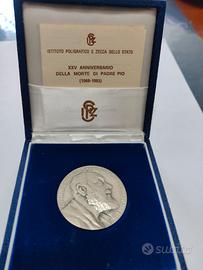 ISTITUTO POLIGRAFICO E ZECCA DELLO STATO
XXV ANNIVERSARIO
DELLA MORTE DI PADRE PIO
(1968-1993)
subito